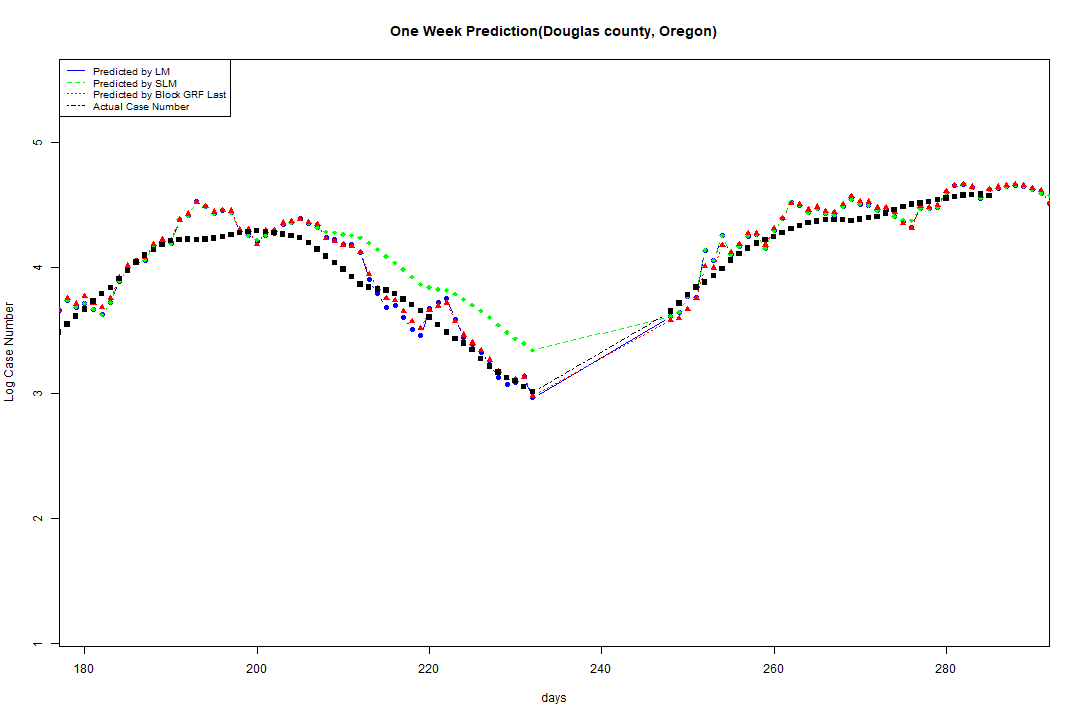 One Week Prediction(Douglas county, Oregon)
Predicted by LM
Predicted by SLM
Predicted by Block GRF Last
Actual Case Number
5
4
3
2
1
Log Case Number
180 200 220 240 260 280
days